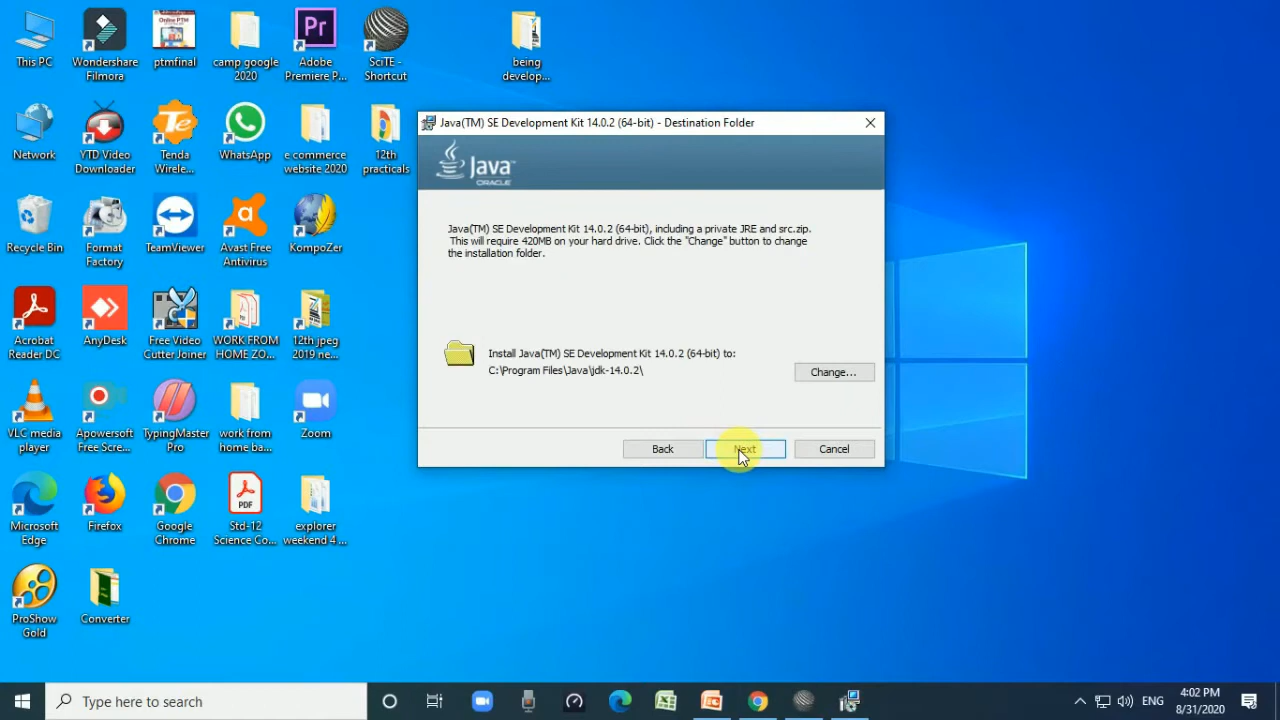 This PC
Wondershare
Filmora
ptmfinal
camp google
2020
Adobe
Premiere P...
SciTE -
Shortcut
being
develop...
Network
YTD Video
Downloader
Tenda
Wirele...
WhatsApp
e commerce
website 2020
12th
practicals
Recycle Bin
Format
Factory
TeamViewer
Avast Free
Antivirus
KompoZer
Acrobat
Reader DC
AnyDesk
Free Video
Cutter Joiner
WORK FROM
HOME ZO...
12th jpeg
2019 ne...
VLC media
player
Apowersoft
Free Scre...
TypingMaster
Pro
work from
home ba...
Zoom
Microsoft
Edge
Firefox
Google
Chrome
Std-12
Science Co...
explorer
weekend 4 ...
ProShow
Gold
Converter
Java(TM) SE Development Kit 14.0.2 (64-bit) - Destination Folder
Java™
ORACLE
Java(TM) SE Development Kit 14.0.2 (64-bit), including a private JRE and src.zip.
This will require 420MB on your hard drive. Click the "Change" button to change
the installation folder.
Install Java(TM) SE Development Kit 14.0.2 (64-bit) to:
C:\Program Files\Java\jdk-14.0.2\
Change...
Back
Next
Cancel
Type here to search
ENG
4:02 PM
8/31/2020